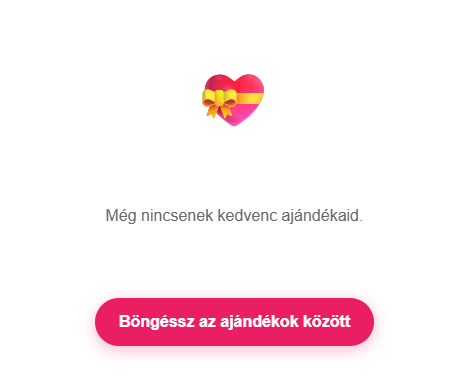 Még nincsenek kedvenc ajándékaid.
Böngéssz az ajándékok között